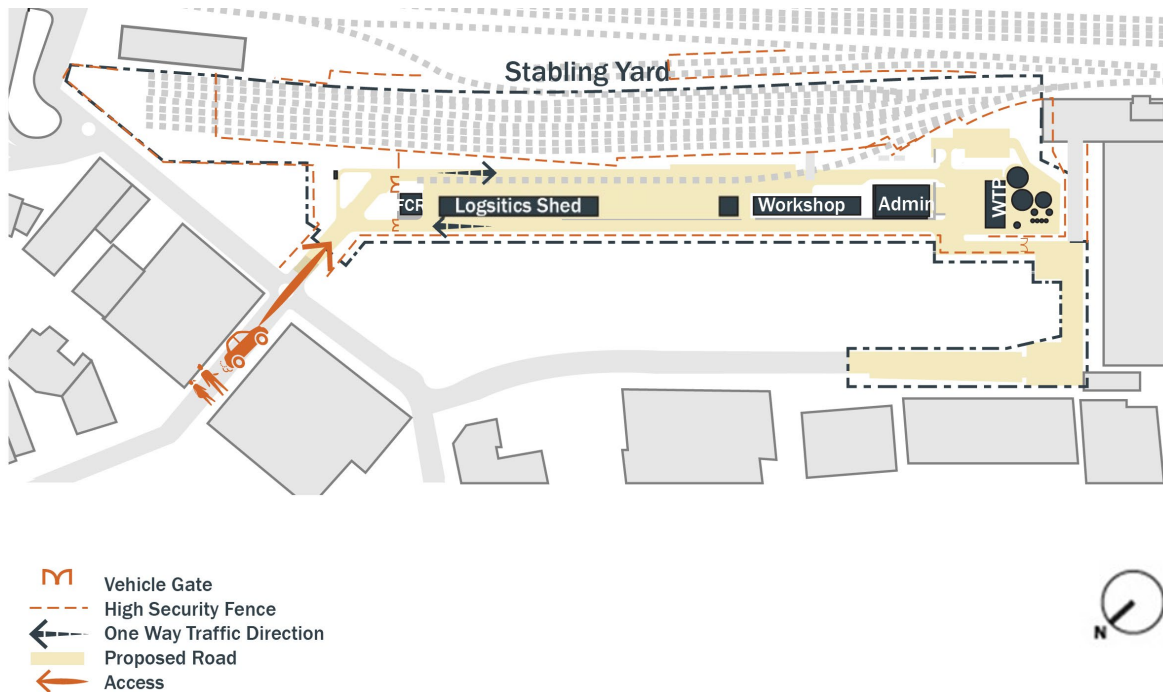 Stabling Yard
FCR
Logsitics Shed
Workshop
Admin
WTP
Vehicle Gate
High Security Fence
One Way Traffic Direction
Proposed Road
Access
N